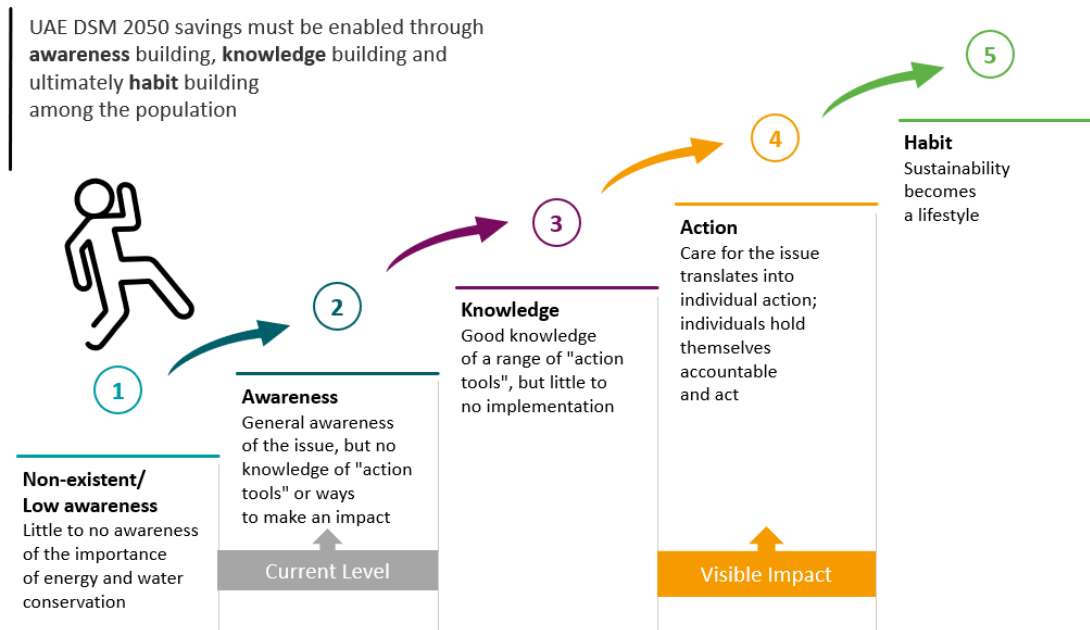 UAE DSM 2050 savings must be enabled through
awareness building, knowledge building and
ultimately habit building
among the population
1
Non-existent/
Low awareness
Little to no awareness
of the importance
of energy and water
conservation
2
Awareness
General awareness
of the issue, but no
knowledge of "action
tools" or ways
to make an impact
Current Level
3
Knowledge
Good knowledge
of a range of "action
tools", but little to
no implementation
4
Action
Care for the issue
translates into
individual action;
individuals hold
themselves
accountable
and act
Visible Impact
5
Habit
Sustainability
becomes
a lifestyle